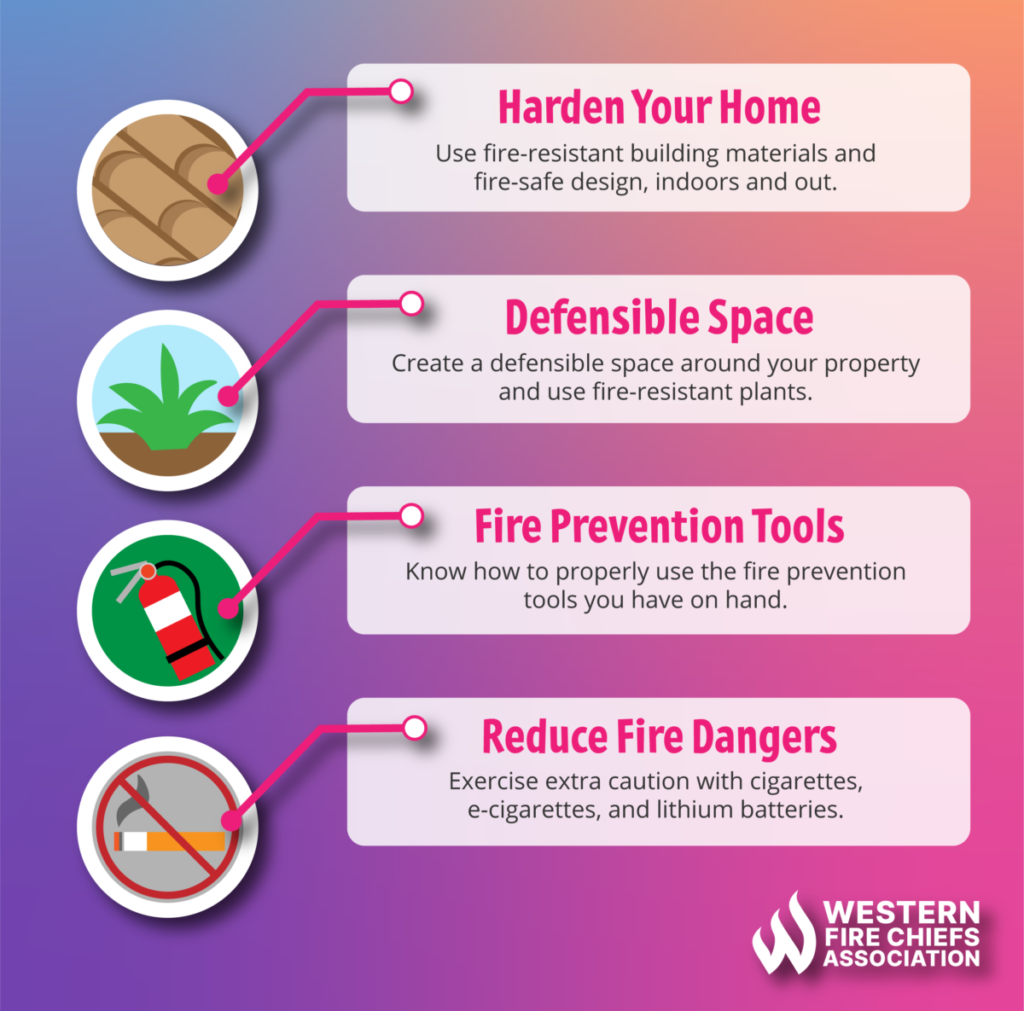 Harden Your Home
Use fire-resistant building materials and
fire-safe design, indoors and out.
Defensible Space
Create a defensible space around your property
and use fire-resistant plants.
Fire Prevention Tools
Know how to properly use the fire prevention
tools you have on hand.
Reduce Fire Dangers
Exercise extra caution with cigarettes,
e-cigarettes, and lithium batteries.
WESTERN
FIRE CHIEFS
ASSOCIATION